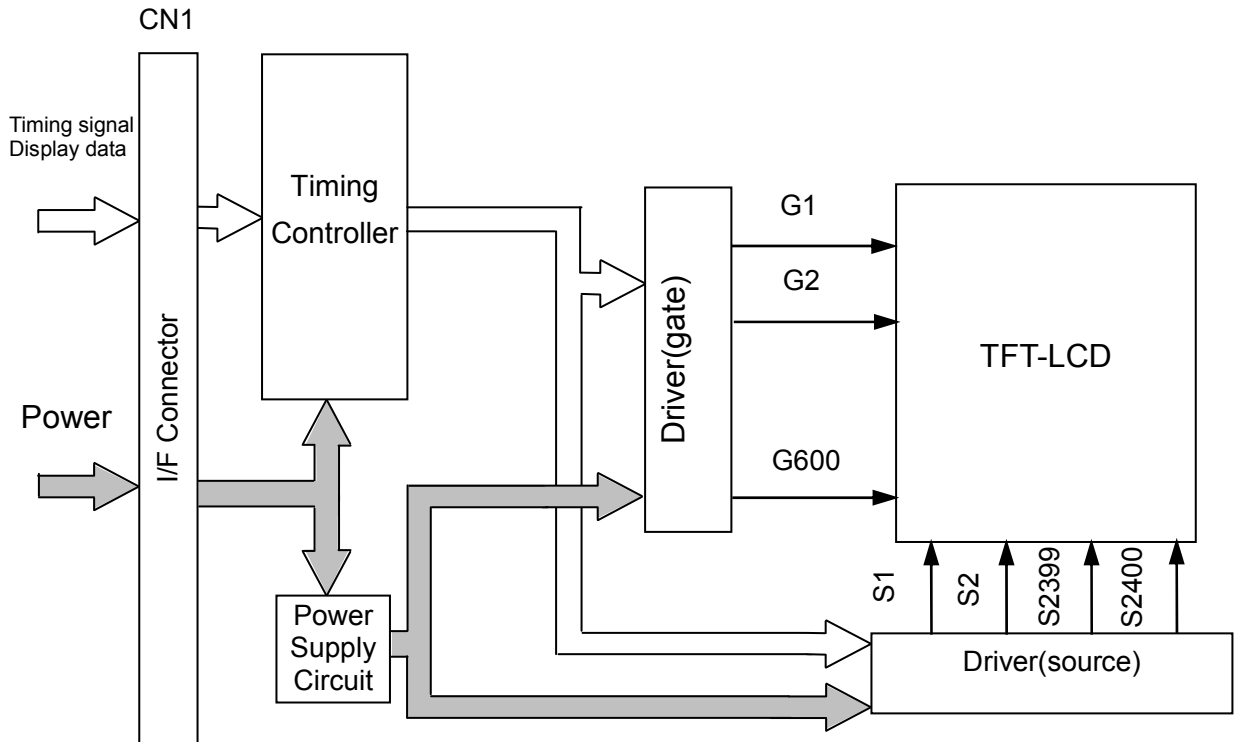 CN1
Timing signal
Display data
Power
I/F Connector
Timing
Controller
Power
Supply
Circuit
Driver(gate)
G1
G2
G600
TFT-LCD
S1
S2
S2399
S2400
Driver(source)